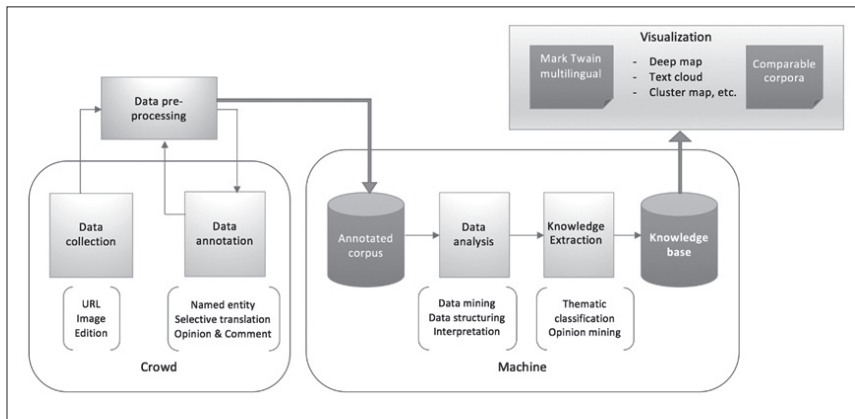 Visualization
Mark Twain
multilingual
- Deep map
- Text cloud
- Cluster map, etc.
Comparable
corpora
Data pre-
processing
Data
collection
Data
annotation
URL
Image
Edition
Named entity
Selective translation
Opinion & Comment
Crowd
Annotated
corpus
Data
analysis
Knowledge
Extraction
Knowledge
base
Data mining
Data structuring
Interpretation
Thematic
classification
Opinion mining
Machine